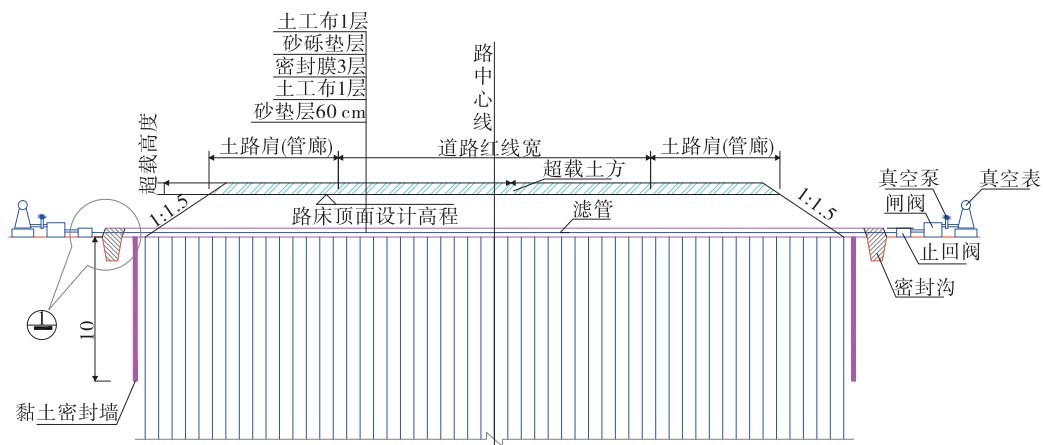 土工布1层
砂砾垫层
密封膜3层
土工布1层
砂垫层60 cm
路中心线
超载高度
土路肩(管廊)
道路红线宽
土路肩(管廊)
超载土方
1:1.5
路床顶面设计高程
滤管
1:1.5
真空泵
真空表
闸阀
止回阀
密封沟
1
10
黏土密封墙